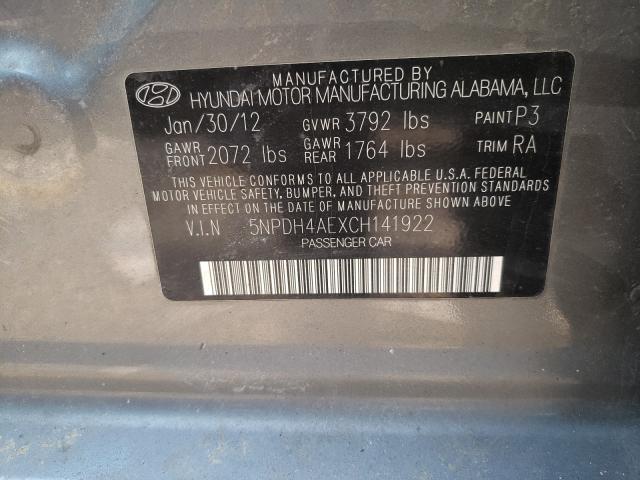 MANUFACTURED BY
HYUNDAI MOTOR MANUFACTURING ALABAMA, LLC
Jan/30/12 GVWR 3792 lbs PAINT P3
GAWR FRONT 2072 lbs GAWR REAR 1764 lbs TRIM RA
THIS VEHICLE CONFORMS TO ALL APPLICABLE U.S.A. FEDERAL
MOTOR VEHICLE SAFETY, BUMPER, AND THEFT PREVENTION STANDARDS
IN EFFECT ON THE DATE OF MANUFACTURE SHOWN ABOVE
V.I.N 5NPDH4AEXCH141922
PASSENGER CAR